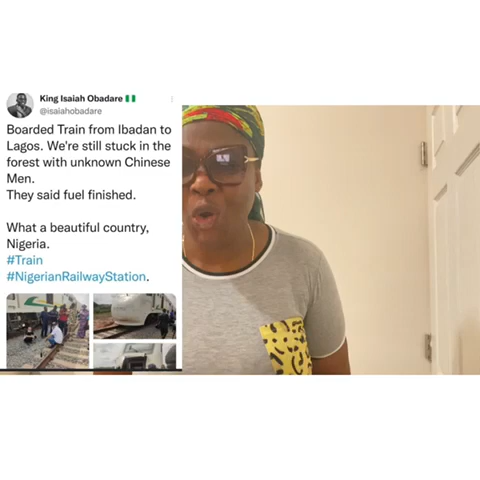 King Isaiah Obadare 🇳🇬
@isaiahobadare
Boarded Train from Ibadan to
Lagos. We're still stuck in the
forest with unknown Chinese
Men.
They said fuel finished.
What a beautiful country,
Nigeria.
#Train
#NigerianRailwayStation.